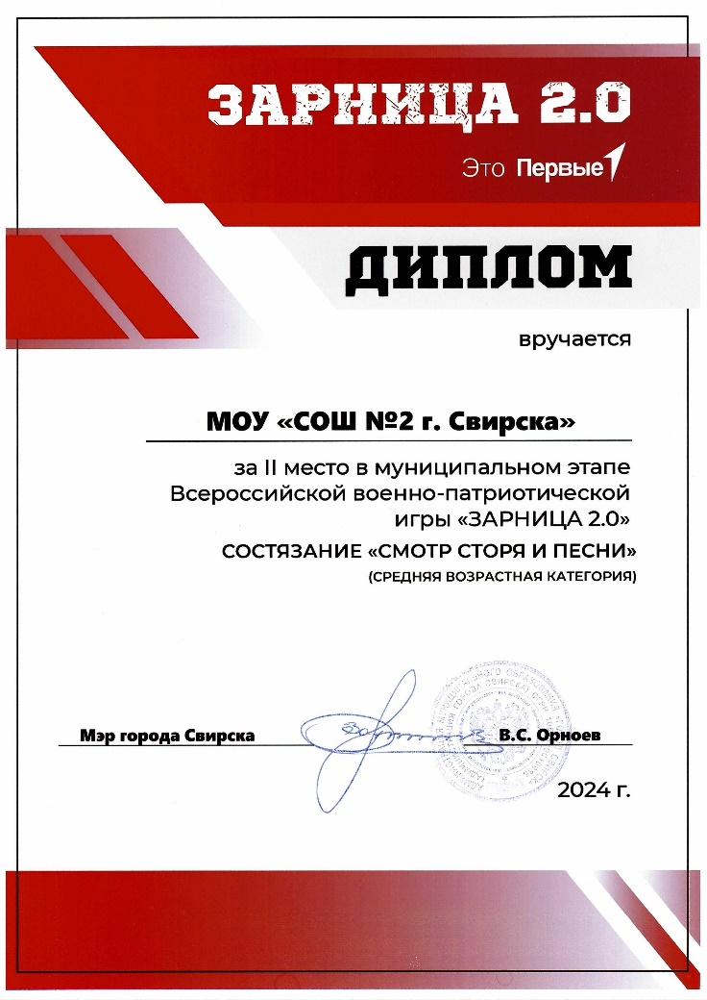 ЗАРНИЦА 2.0
Это Первые
ДИПЛОМ
вручается
МОУ «СОШ №2 г. Свирска»
за II место в муниципальном этапе
Всероссийской военно-патриотической
игры «ЗАРНИЦА 2.0»
СОСТЯЗАНИЕ «СМОТР СТОРЯ И ПЕСНИ»
(СРЕДНЯЯ ВОЗРАСТНАЯ КАТЕГОРИЯ)
Мэр города Свирска В.С. Орноев
2024 г.